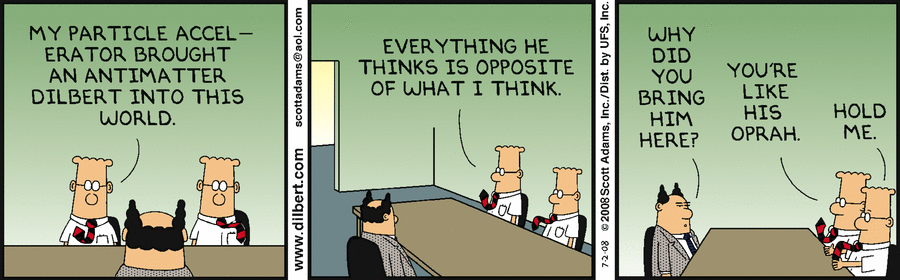 MY PARTICLE ACCEL-
ERATOR BROUGHT
AN ANTIMATTER
DILBERT INTO THIS
WORLD.
www.dilbert.com
scottadams@aol.com
EVERYTHING HE
THINKS IS OPPOSITE
OF WHAT I THINK.
7-2-08 © 2008 Scott Adams, Inc./Dist. by UFS, Inc.
WHY
DID
YOU
BRING
HIM
HERE?
YOU'RE
LIKE
HIS
OPRAH.
HOLD
ME.